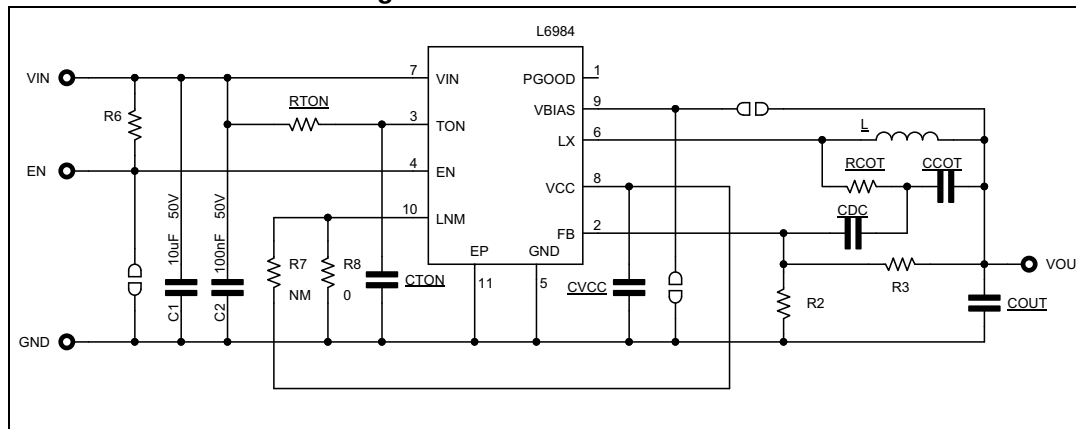 L6984
VIN
7
VIN
PGOOD
1
R6
RTON
3
TON
VBIAS
9
LX
6
L
EN
4
EN
RCOT
CCOT
VCC
8
10
LNM
CDC
FB
2
10uF 50V
100nF 50V
R7
NM
R8
0
CTON
EP
GND
11
5
CVCC
R3
VOU
R2
COUT
C1
C2
GND